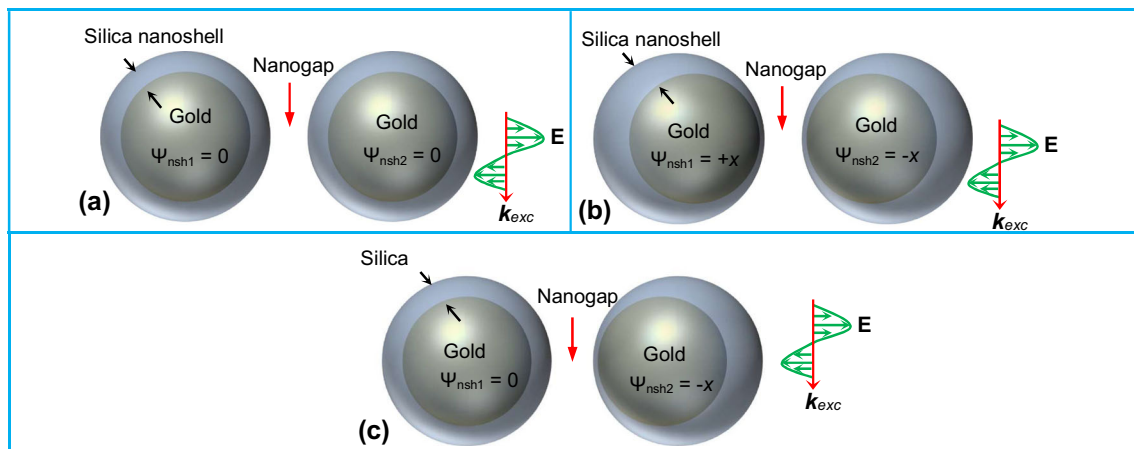 Silica nanoshell
Nanogap
Gold
Gold
E
Ψnsh1 = 0
Ψnsh2 = 0
(a)
kexc
Silica nanoshell
Nanogap
Gold
Gold
E
Ψnsh1 = +x
Ψnsh2 = -x
(b)
kexc
Silica
Nanogap
E
Gold
Gold
Ψnsh1 = 0
Ψnsh2 = -x
kexc
(c)